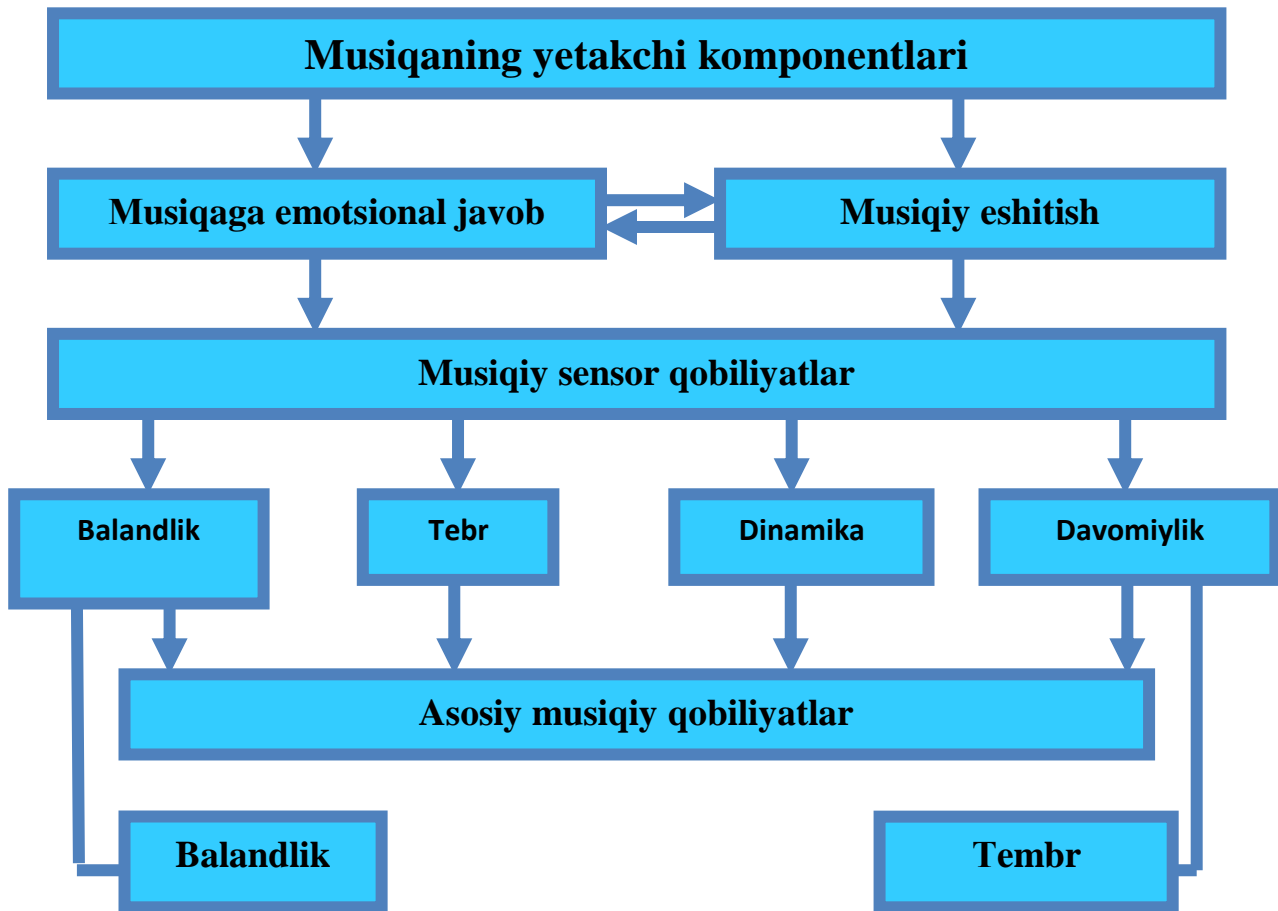 Musiqaning yetakchi komponentlari
Musiqaga emotsional javob
Musiqiy eshitish
Musiqiy sensor qobiliyatlar
Balandlik
Tebr
Dinamika
Davomiylik
Asosiy musiqiy qobiliyatlar
Balandlik
Tembr